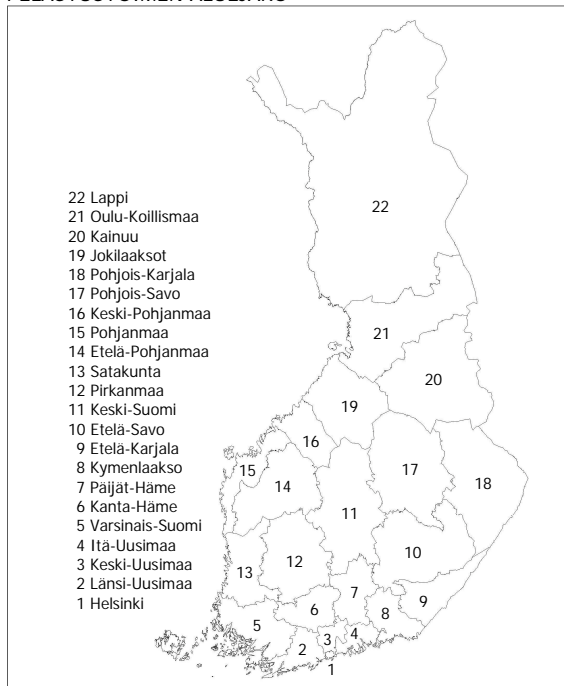 PELASTUSTOIMEN ALUEJAKO
22 Lappi
21 Oulu-Koillismaa
20 Kainuu
19 Jokilaaksot
18 Pohjois-Karjala
17 Pohjois-Savo
16 Keski-Pohjanmaa
15 Pohjanmaa
14 Etelä-Pohjanmaa
13 Satakunta
12 Pirkanmaa
11 Keski-Suomi
10 Etelä-Savo
9 Etelä-Karjala
8 Kymenlaakso
7 Päijät-Häme
6 Kanta-Häme
5 Varsinais-Suomi
4 Itä-Uusimaa
3 Keski-Uusimaa
2 Länsi-Uusimaa
1 Helsinki
22
21
20
19
16
15
17
14
18
11
10
12
13
7
9
6
8
5
4
3
2
1